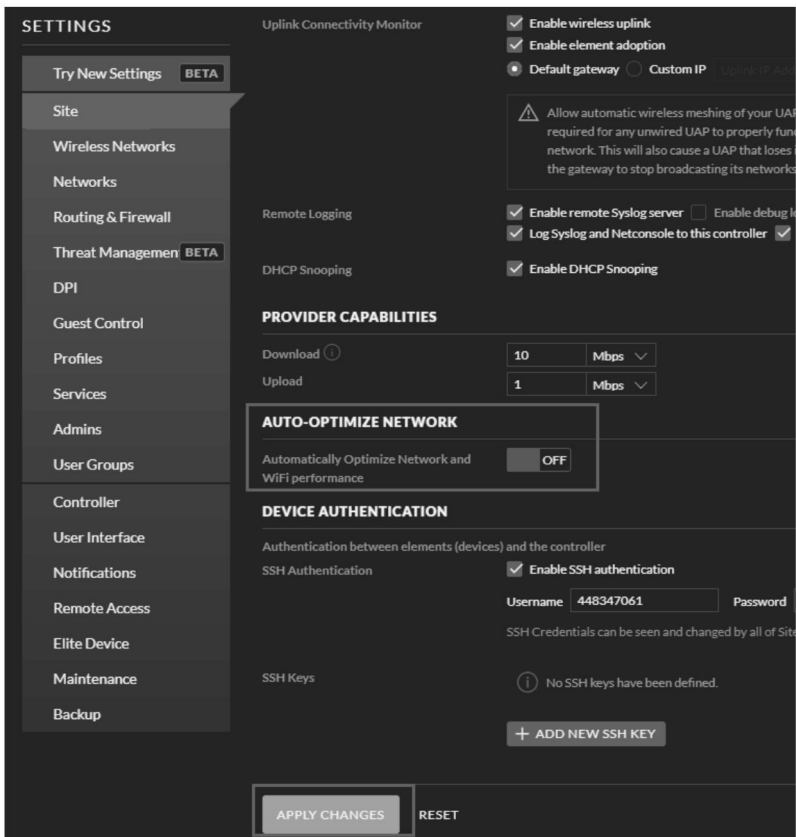 SETTINGS
Try New Settings BETA
Site
Wireless Networks
Networks
Routing & Firewall
Threat Managemen BETA
DPI
Guest Control
Profiles
Services
Admins
User Groups
Controller
User Interface
Notifications
Remote Access
Elite Device
Maintenance
Backup
Uplink Connectivity Monitor
Enable wireless uplink
Enable element adoption
Default gateway Custom IP Uplink IP Add
Allow automatic wireless meshing of your UAP
required for any unwired UAP to properly fun
network. This will also cause a UAP that loses
the gateway to stop broadcasting its networks
Remote Logging
Enable remote Syslog server Enable debug l
Log Syslog and Netconsole to this controller
DHCP Snooping
Enable DHCP Snooping
PROVIDER CAPABILITIES
Download 10 Mbps
Upload 1 Mbps
AUTO-OPTIMIZE NETWORK
Automatically Optimize Network and
WiFi performance
OFF
DEVICE AUTHENTICATION
Authentication between elements (devices) and the controller
SSH Authentication
Enable SSH authentication
Username 448347061 Password
SSH Credentials can be seen and changed by all of Site
SSH Keys
No SSH keys have been defined.
+ ADD NEW SSH KEY
APPLY CHANGES RESET